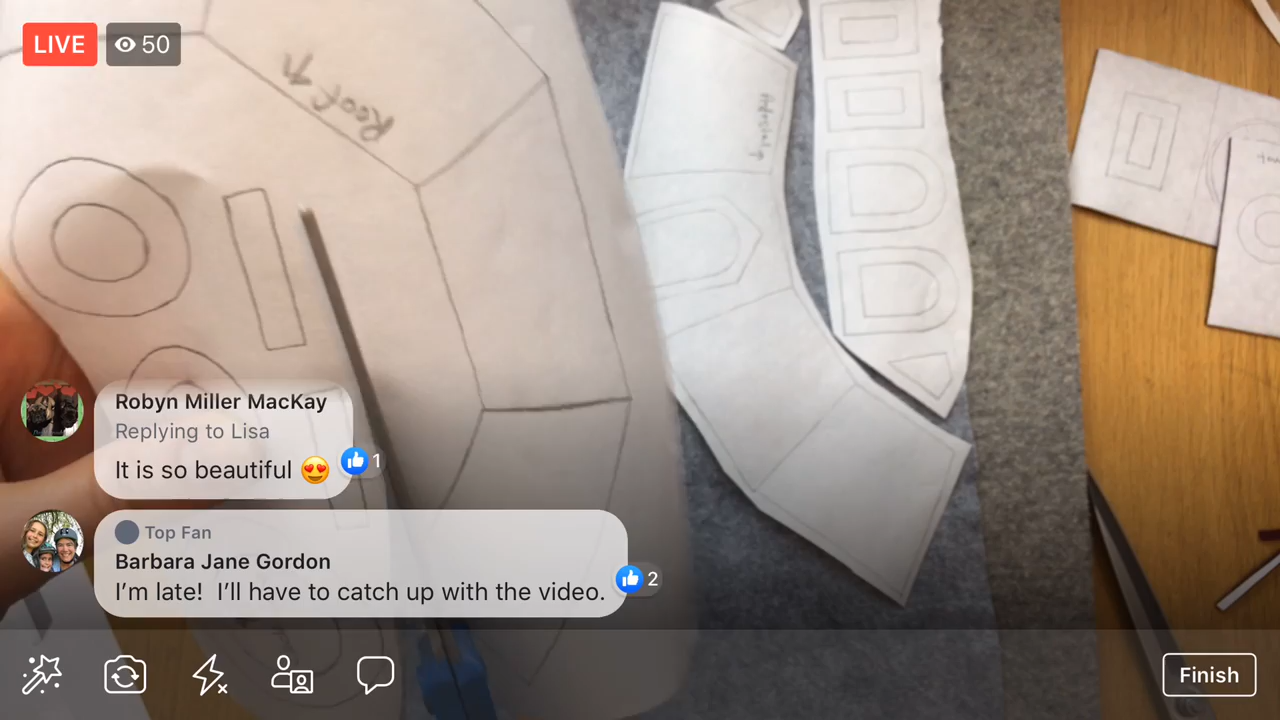 LIVE
50
Roof
Robyn Miller MacKay
Replying to Lisa
It is so beautiful 😍
1
Top Fan
Barbara Jane Gordon
I’m late!  I’ll have to catch up with the video.
2
Finish